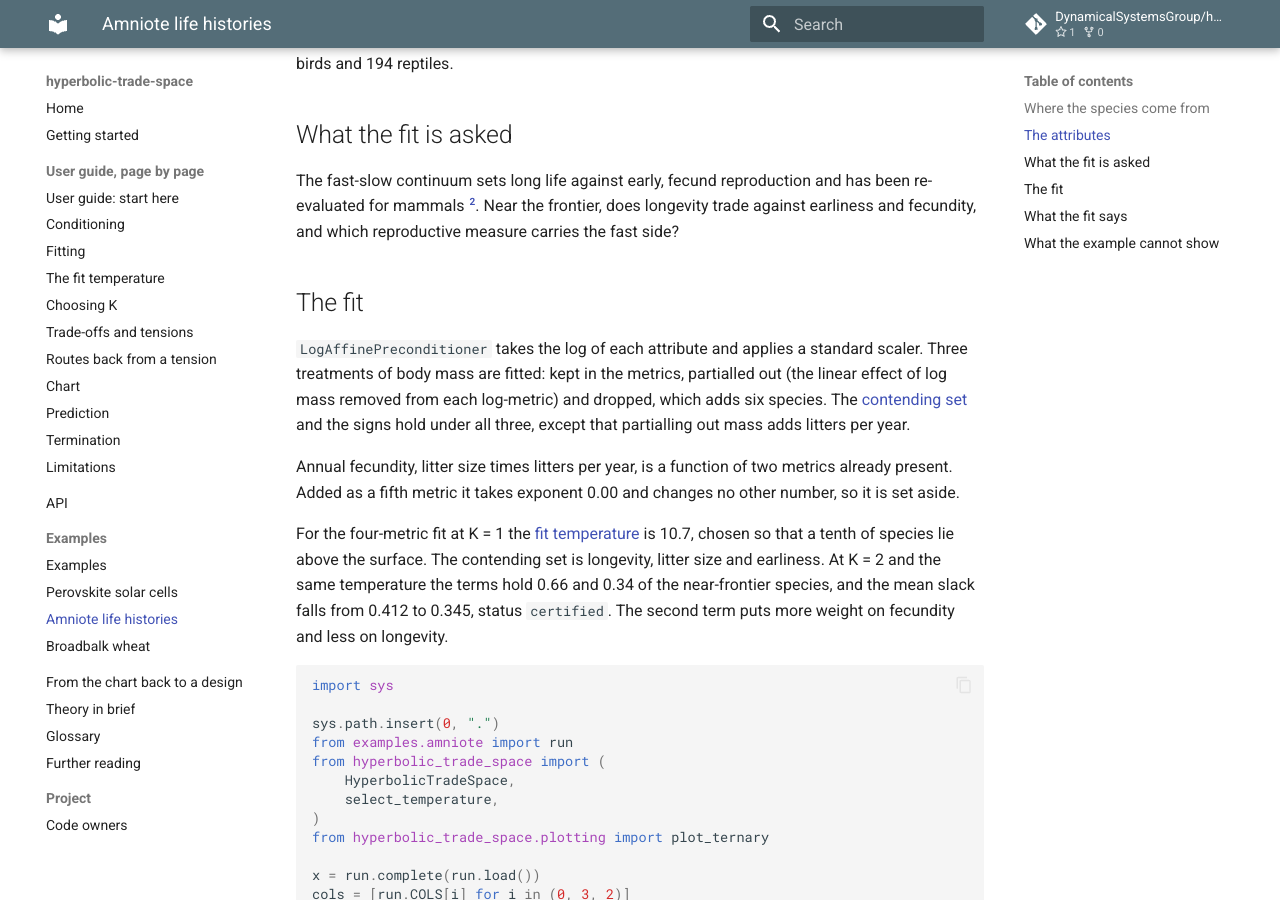 Amniote life histories
Search
DynamicalSystemsGroup/h…
1 0
hyperbolic-trade-space
Home
Getting started
User guide, page by page
User guide: start here
Conditioning
Fitting
The fit temperature
Choosing K
Trade-offs and tensions
Routes back from a tension
Chart
Prediction
Termination
Limitations
API
Examples
Examples
Perovskite solar cells
Amniote life histories
Broadbalk wheat
From the chart back to a design
Theory in brief
Glossary
Further reading
Project
Code owners
birds and 194 reptiles.
What the fit is asked
The fast-slow continuum sets long life against early, fecund reproduction and has been re-
evaluated for mammals 2. Near the frontier, does longevity trade against earliness and fecundity,
and which reproductive measure carries the fast side?
The fit
LogAffinePreconditioner takes the log of each attribute and applies a standard scaler. Three
treatments of body mass are fitted: kept in the metrics, partialled out (the linear effect of log
mass removed from each log-metric) and dropped, which adds six species. The contending set
and the signs hold under all three, except that partialling out mass adds litters per year.
Annual fecundity, litter size times litters per year, is a function of two metrics already present.
Added as a fifth metric it takes exponent 0.00 and changes no other number, so it is set aside.
For the four-metric fit at K = 1 the fit temperature is 10.7, chosen so that a tenth of species lie
above the surface. The contending set is longevity, litter size and earliness. At K = 2 and the
same temperature the terms hold 0.66 and 0.34 of the near-frontier species, and the mean slack
falls from 0.412 to 0.345, status certified. The second term puts more weight on fecundity
and less on longevity.
import sys
sys.path.insert(0, ".")
from examples.amniote import run
from hyperbolic_trade_space import (
    HyperbolicTradeSpace,
    select_temperature,
)
from hyperbolic_trade_space.plotting import plot_ternary
x = run.complete(run.load())
cols = [run.COLS[i] for i in (0, 3, 2)]
Table of contents
Where the species come from
The attributes
What the fit is asked
The fit
What the fit says
What the example cannot show